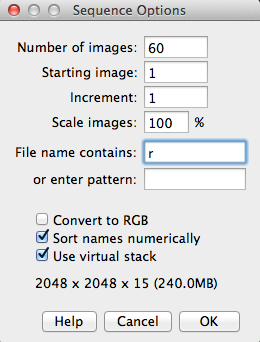 Sequence Options
Number of images: 60
Starting image: 1
Increment: 1
Scale images: 100 %
File name contains: r
or enter pattern:
Convert to RGB
Sort names numerically
Use virtual stack
2048 x 2048 x 15 (240.0MB)
Help Cancel OK